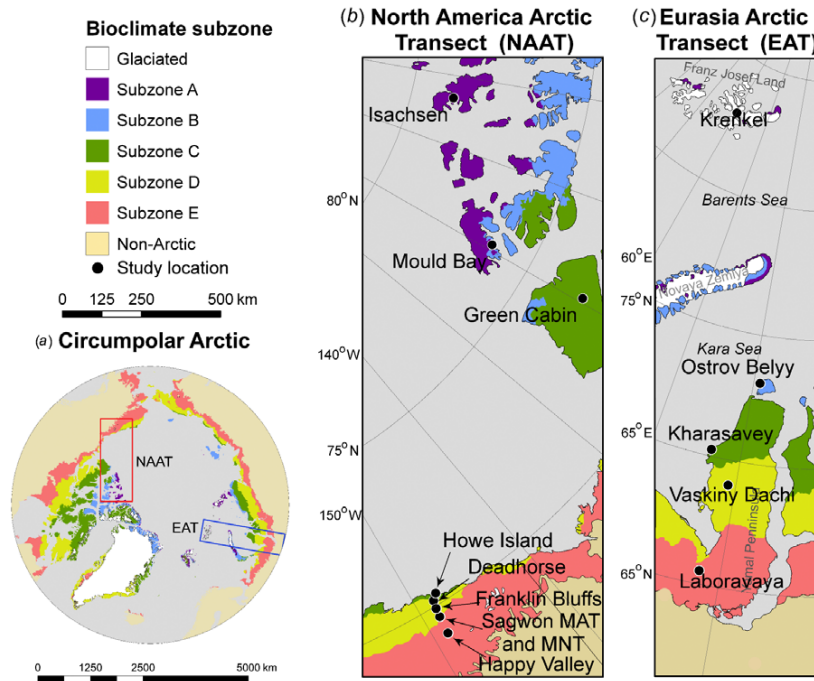 Bioclimate subzone
Glaciated
Subzone A
Subzone B
Subzone C
Subzone D
Subzone E
Non-Arctic
Study location
0 125 250 500 km
(a) Circumpolar Arctic
NAAT
EAT
0 1250 2500 5000 km
(b) North America Arctic
Transect (NAAT)
Isachsen
80°N
Mould Bay
Green Cabin
140°W
75°N
150°W
Howe Island
Deadhorse
Franklin Bluffs
Sagwon MAT
and MNT
Happy Valley
(c) Eurasia Arctic
Transect (EAT)
Franz Josef Land
Krenkel
Barents Sea
60°E
75°N
Novaya Zemlya
Kara Sea
Ostrov Belyy
65°E
Kharasavey
Vaskiny Dachi
Penninsula
65°N
Laboravaya